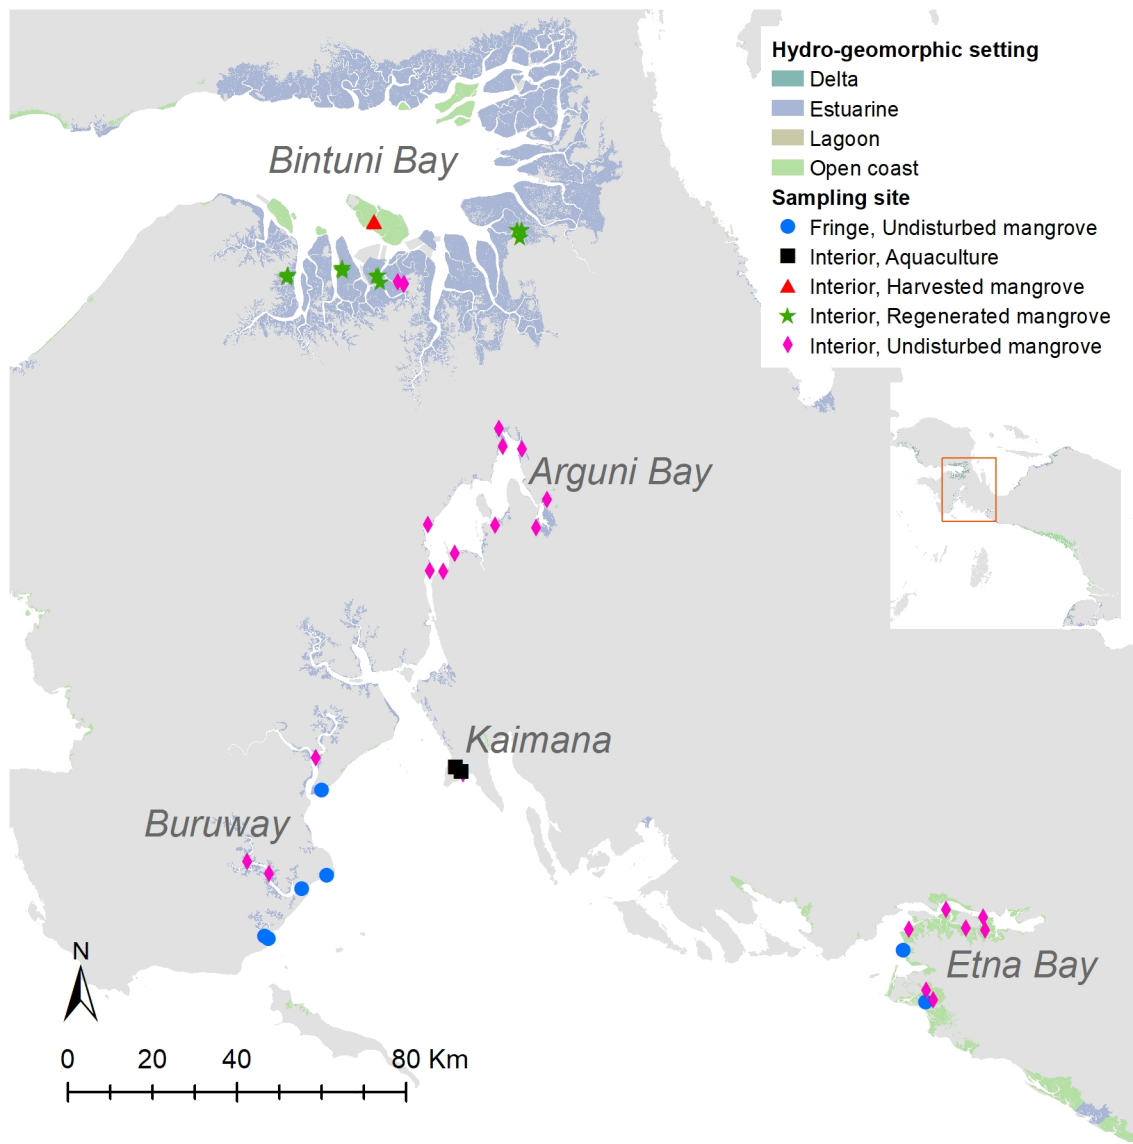 Hydro-geomorphic setting
Delta
Estuarine
Lagoon
Open coast
Sampling site
Fringe, Undisturbed mangrove
Interior, Aquaculture
Interior, Harvested mangrove
Interior, Regenerated mangrove
Interior, Undisturbed mangrove
Bintuni Bay
Arguni Bay
Kaimana
Buruway
Etna Bay
N
0 20 40 80 Km